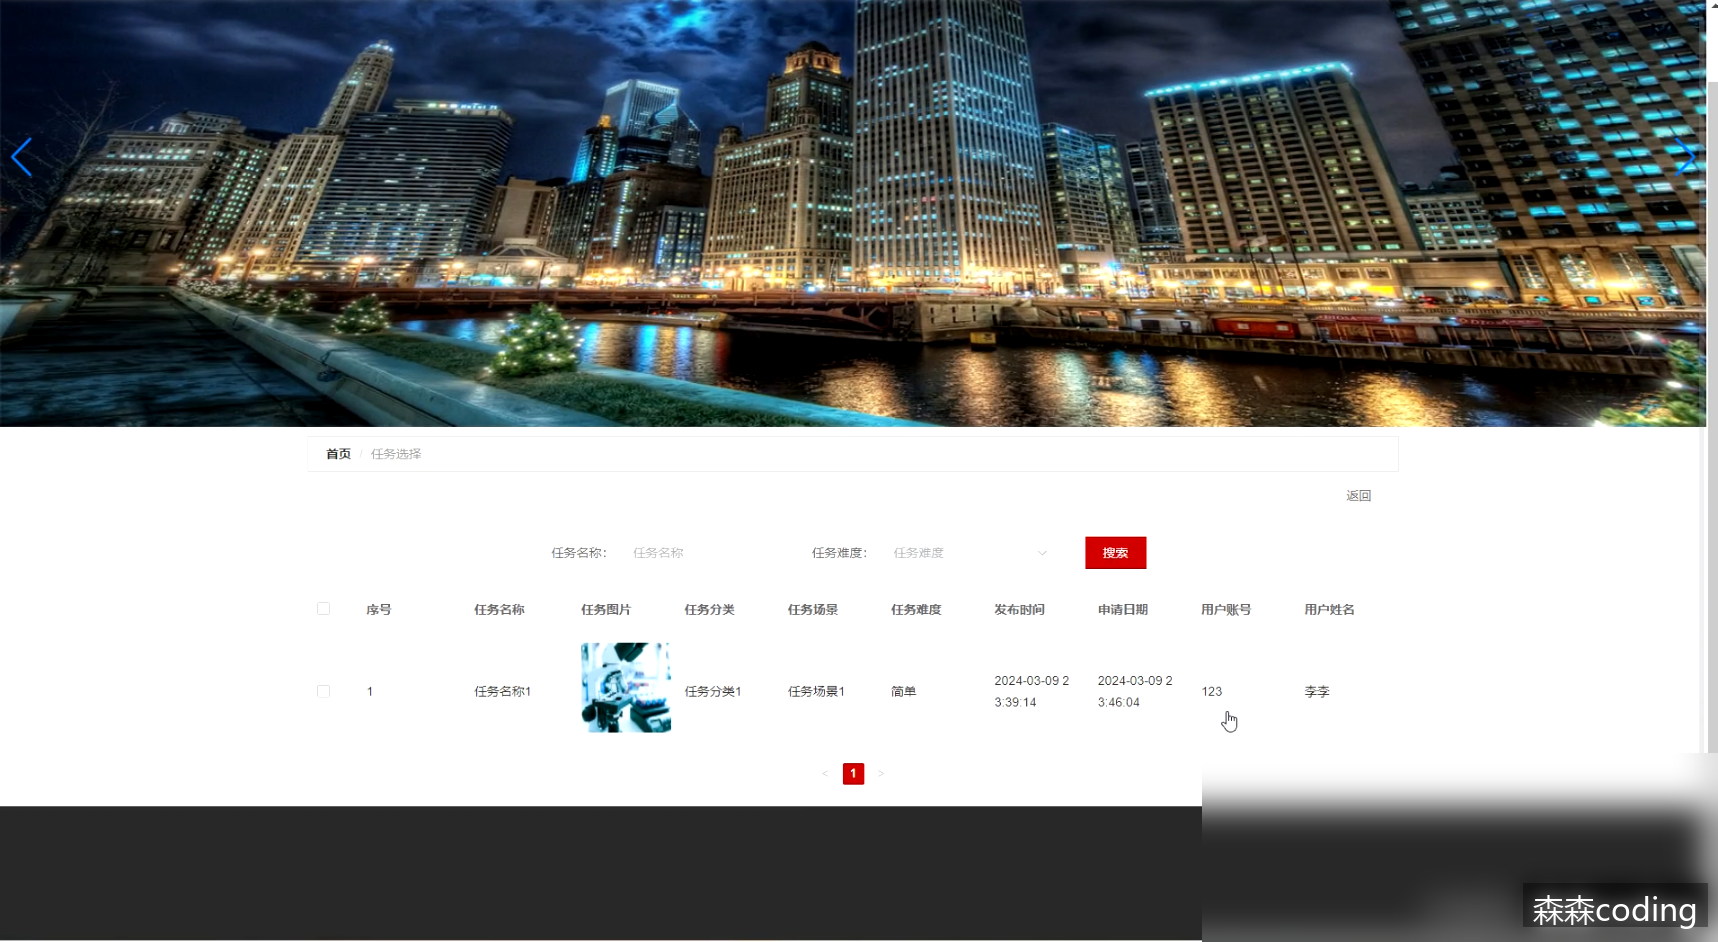 首页 / 任务选择
返回
任务名称： 任务名称 任务难度： 任务难度 搜索
序号 任务名称 任务图片 任务分类 任务场景 任务难度 发布时间 申请日期 用户账号 用户姓名
1 任务名称1 任务分类1 任务场景1 简单 2024-03-09 2 2024-03-09 2 123 李李
3:39:14 3:46:04
< 1 >
森森coding